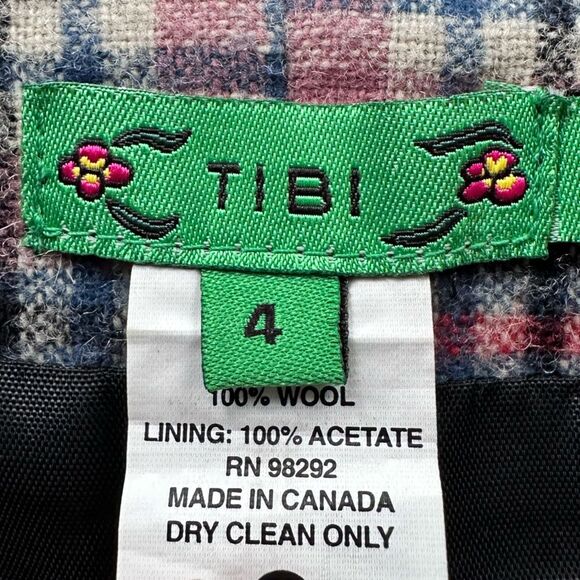 TIBI
4
100% WOOL
LINING: 100% ACETATE
RN 98292
MADE IN CANADA
DRY CLEAN ONLY